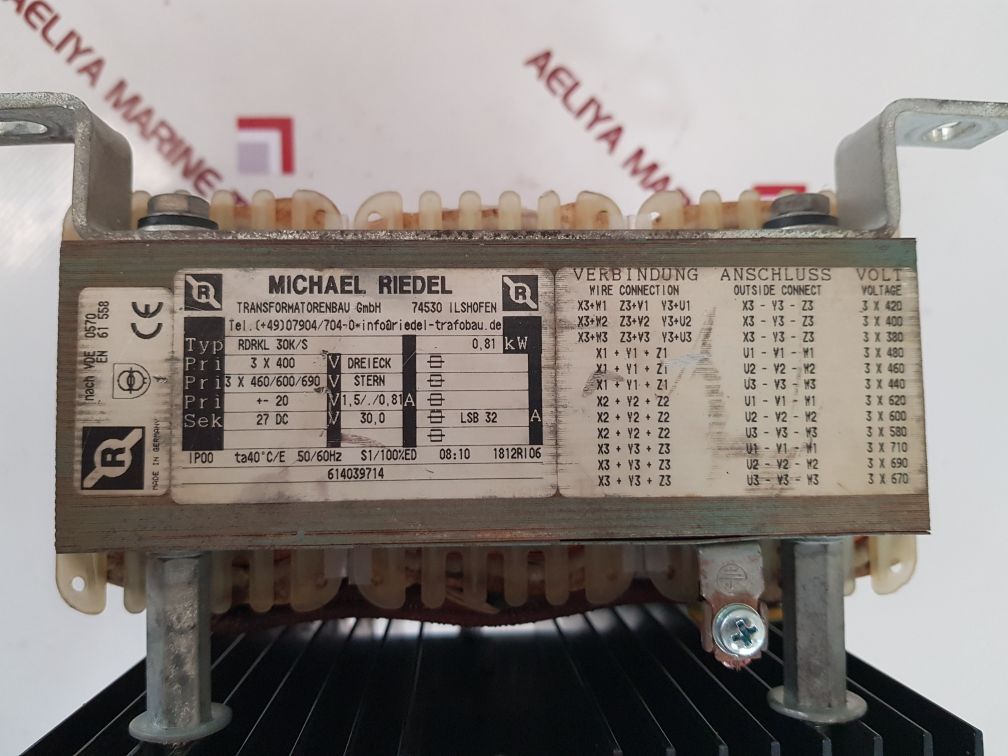 AELIYA MARINE
AELIYA MARI
MICHAEL RIEDEL
TRANSFORMATORENBAU GmbH 74530 ILSHOFEN
Tel.(+49)07904/704-0*info@riedel-trafobau.de
Typ RDRKL 30K/S 0,81 kW
Pri 3 X 400 V DREIECK
Pri 3 X 460/600/690 V STERN
Pri +- 20 V 1,5/./0,81 A
Sek 27 DC V 30,0 LSB 32 A
IP00 ta40°C/E 50/60Hz S1/100%ED 08:10 1812RI06
614039714
nach VDE 0570
EN 61 558
CE
R
MADE IN GERMANY
R
R
VERBINDUNG ANSCHLUSS VOLT
WIRE CONNECTION OUTSIDE CONNECT VOLTAGE
X3+W1 Z3+V1 Y3+U1 X3 - Y3 - Z3 3 X 420
X3+W2 Z3+V2 Y3+U2 X3 - Y3 - Z3 3 X 400
X3+W3 Z3+V3 Y3+U3 X3 - Y3 - Z3 3 X 380
X1 + Y1 + Z1 U1 - V1 - W1 3 X 480
X1 + Y1 + Z1 U2 - V2 - W2 3 X 460
X1 + Y1 + Z1 U3 - V3 - W3 3 X 440
X2 + Y2 + Z2 U1 - V1 - W1 3 X 620
X2 + Y2 + Z2 U2 - V2 - W2 3 X 600
X2 + Y2 + Z2 U3 - V3 - W3 3 X 580
X3 + Y3 + Z3 U1 - V1 - W1 3 X 710
X3 + Y3 + Z3 U2 - V2 - W2 3 X 690
X3 + Y3 + Z3 U3 - V3 - W3 3 X 670